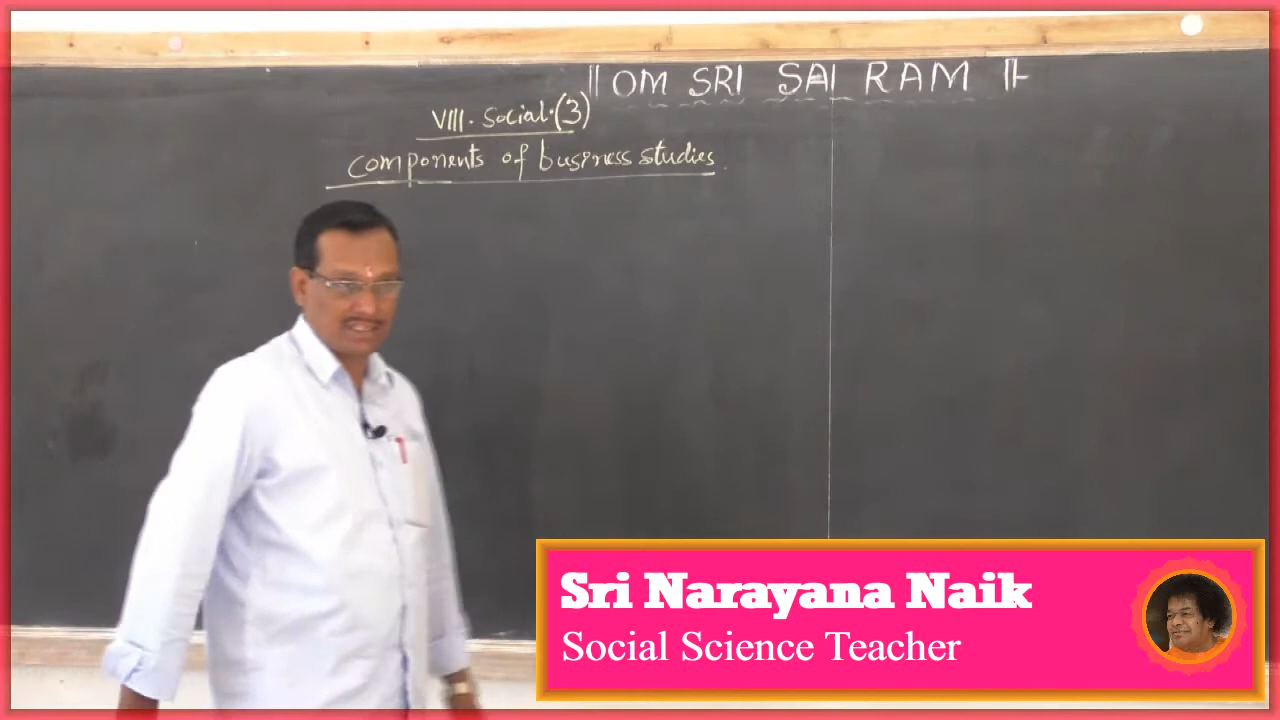 || OM SRI SAI RAM ||
VIII. Social. (3)
components of business studies.
Sri Narayana Naik
Social Science Teacher